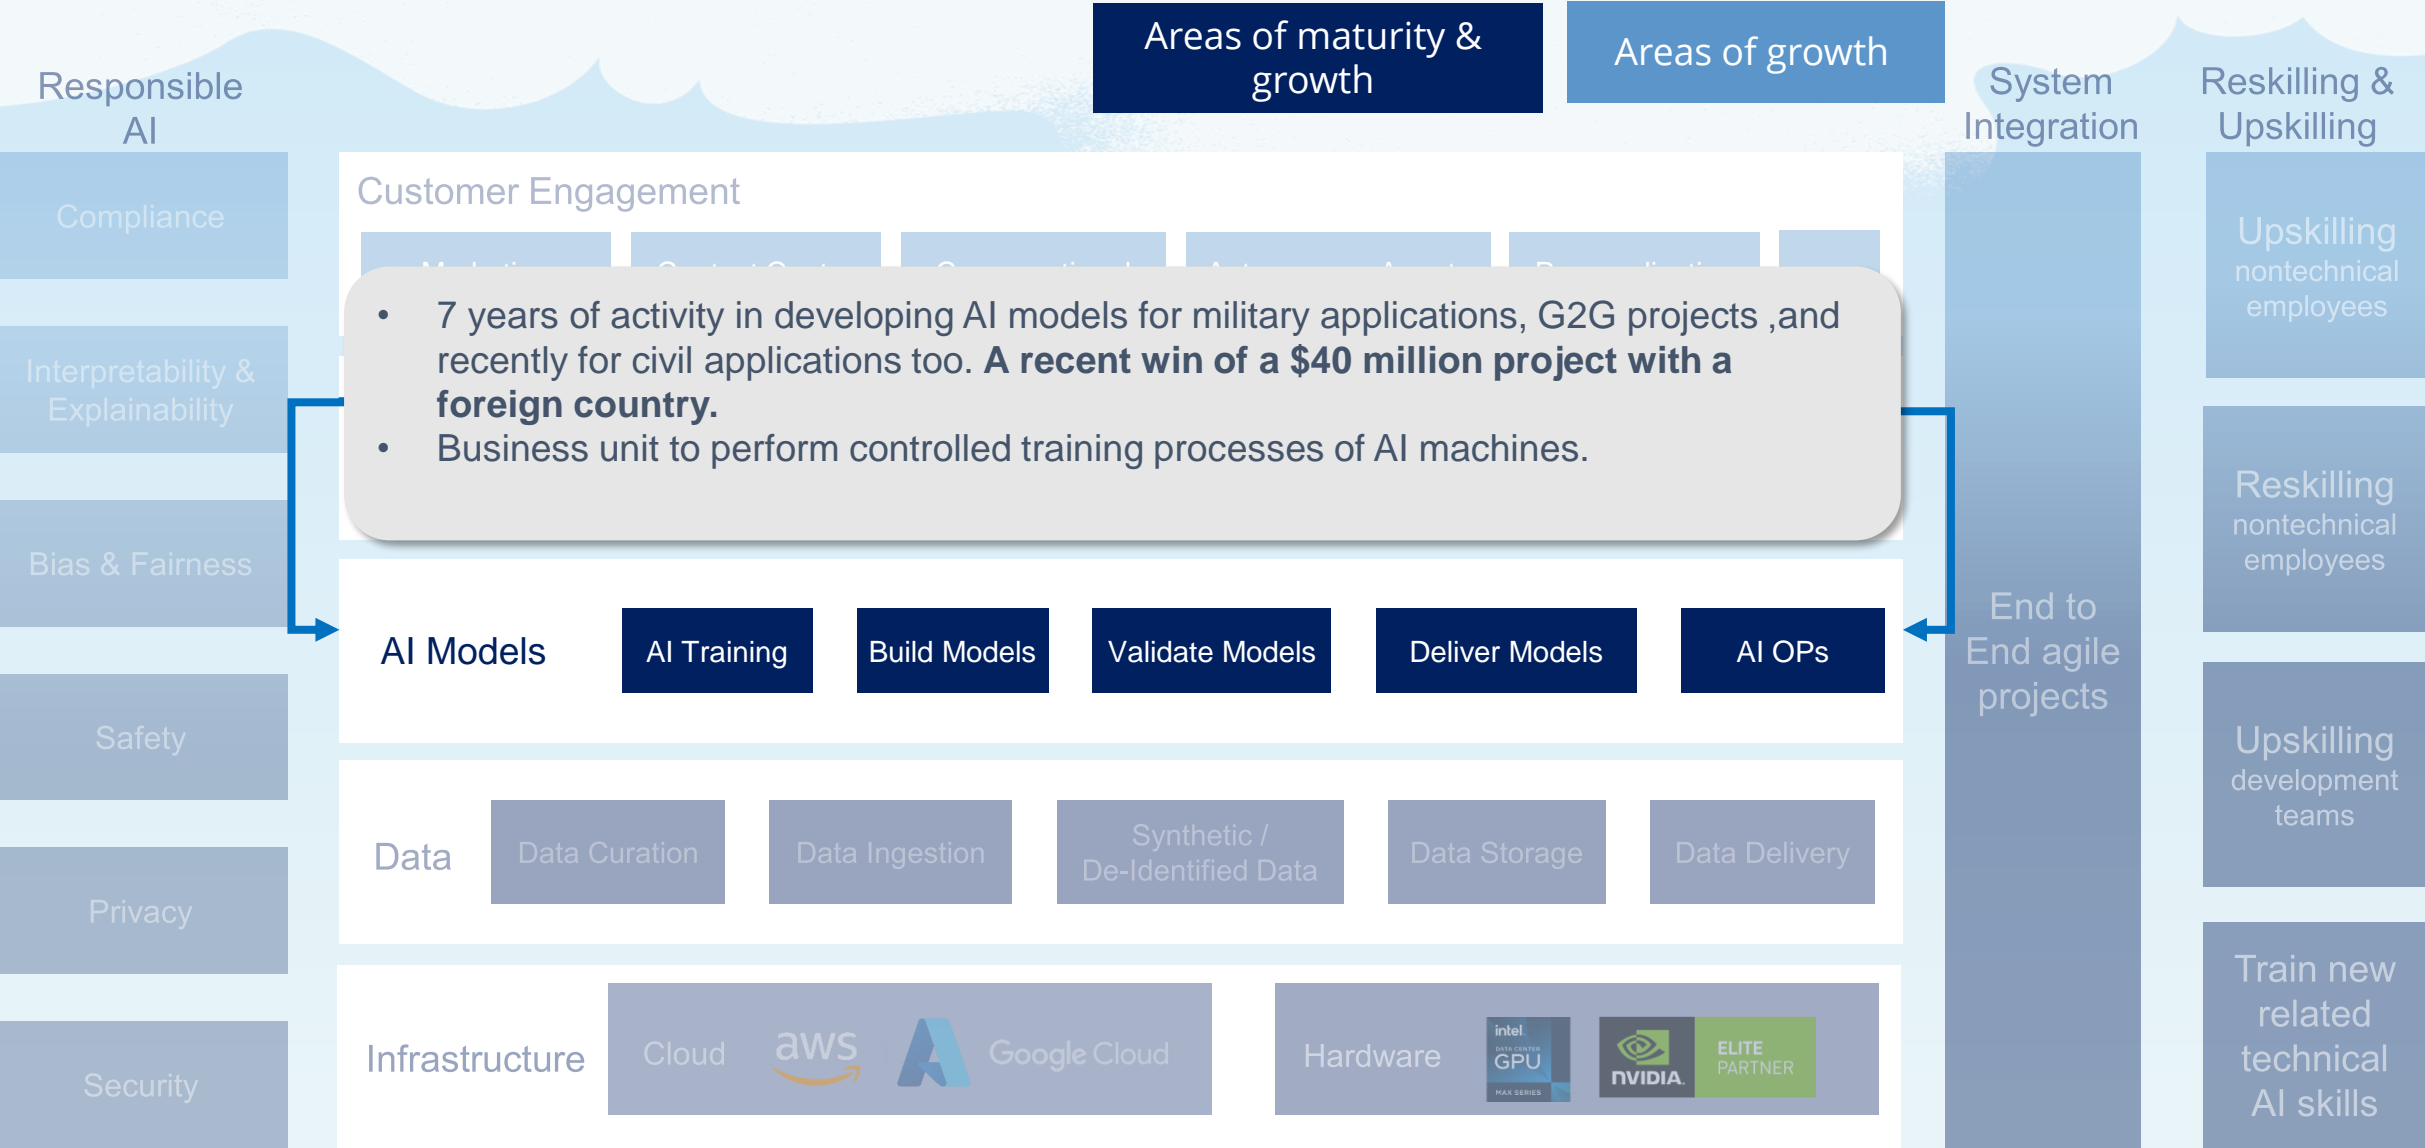 Areas of maturity &
growth
Areas of growth
Responsible
AI
System
Integration
Reskilling &
Upskilling
Compliance
Interpretability &
Explainability
Bias & Fairness
Safety
Privacy
Security
Customer Engagement
• 7 years of activity in developing AI models for military applications, G2G projects ,and
recently for civil applications too. A recent win of a $40 million project with a
foreign country.
• Business unit to perform controlled training processes of AI machines.
AI Models
AI Training
Build Models
Validate Models
Deliver Models
AI OPs
Data
Data Curation
Data Ingestion
Synthetic /
De-Identified Data
Data Storage
Data Delivery
Infrastructure
Cloud
aws
Google Cloud
Hardware
intel
DATA CENTER
GPU
MAX SERIES
NVIDIA
ELITE
PARTNER
End to
End agile
projects
Upskilling
nontechnical
employees
Reskilling
nontechnical
employees
Upskilling
development
teams
Train new
related
technical
AI skills